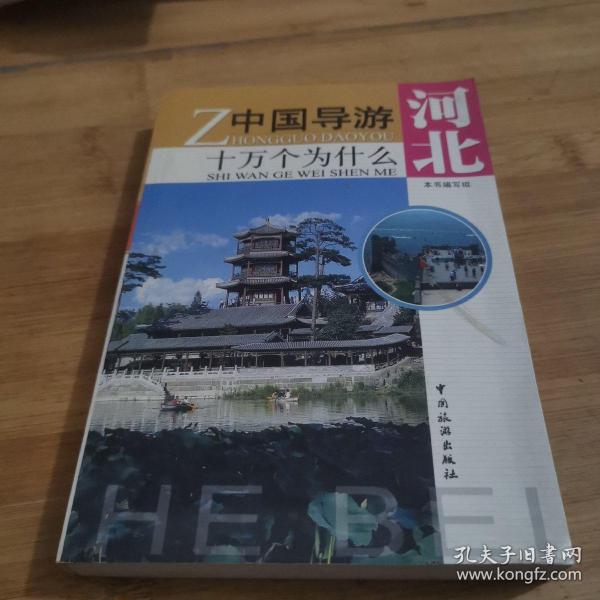 中国导游
ZHONGGUO DAOYOU
十万个为什么
SHI WAN GE WEI SHEN ME
河北
本书编写组
中国旅游出版社
HE BEI
孔夫子旧书网
www.kongfz.com